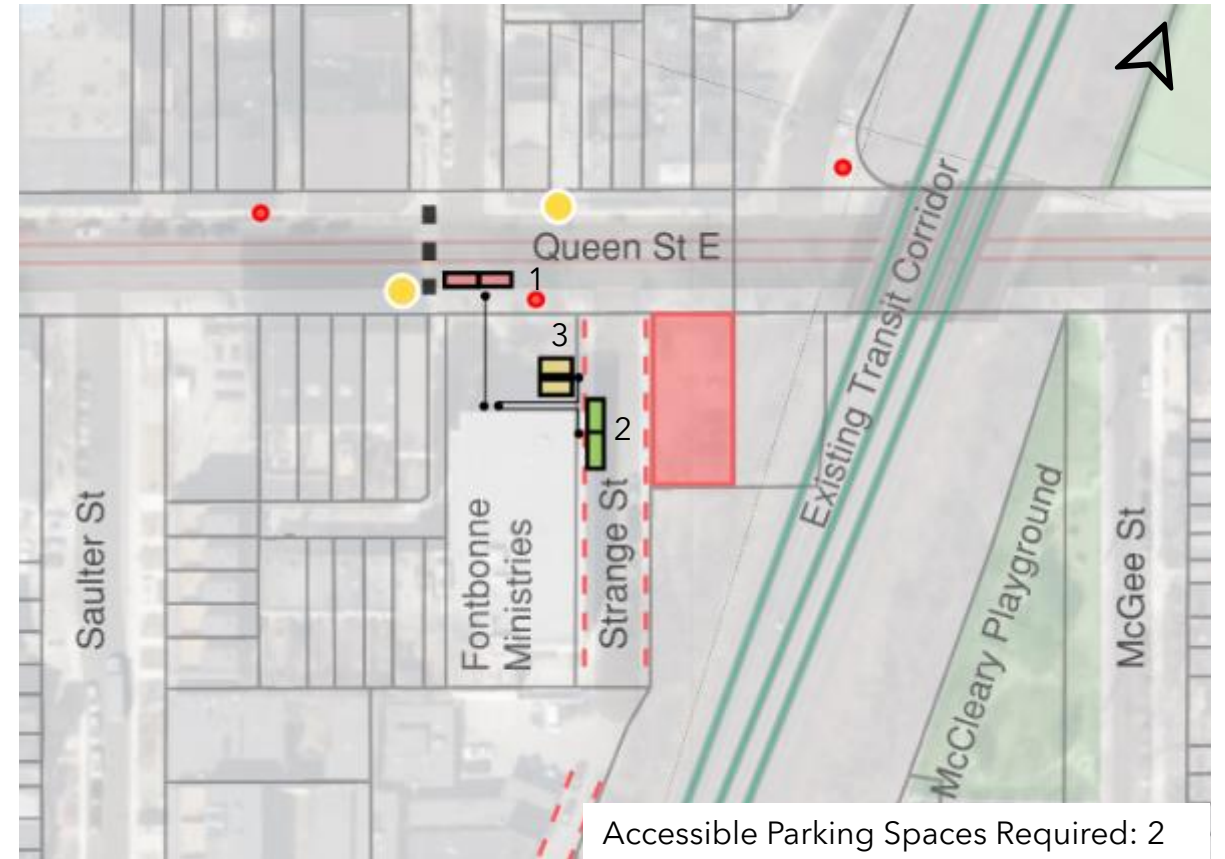 Queen St E
1
3
2
Existing Transit Corridor
Saulter St
Fontbonne
Ministries
Strange St
McCleary Playground
McGee St
Accessible Parking Spaces Required: 2